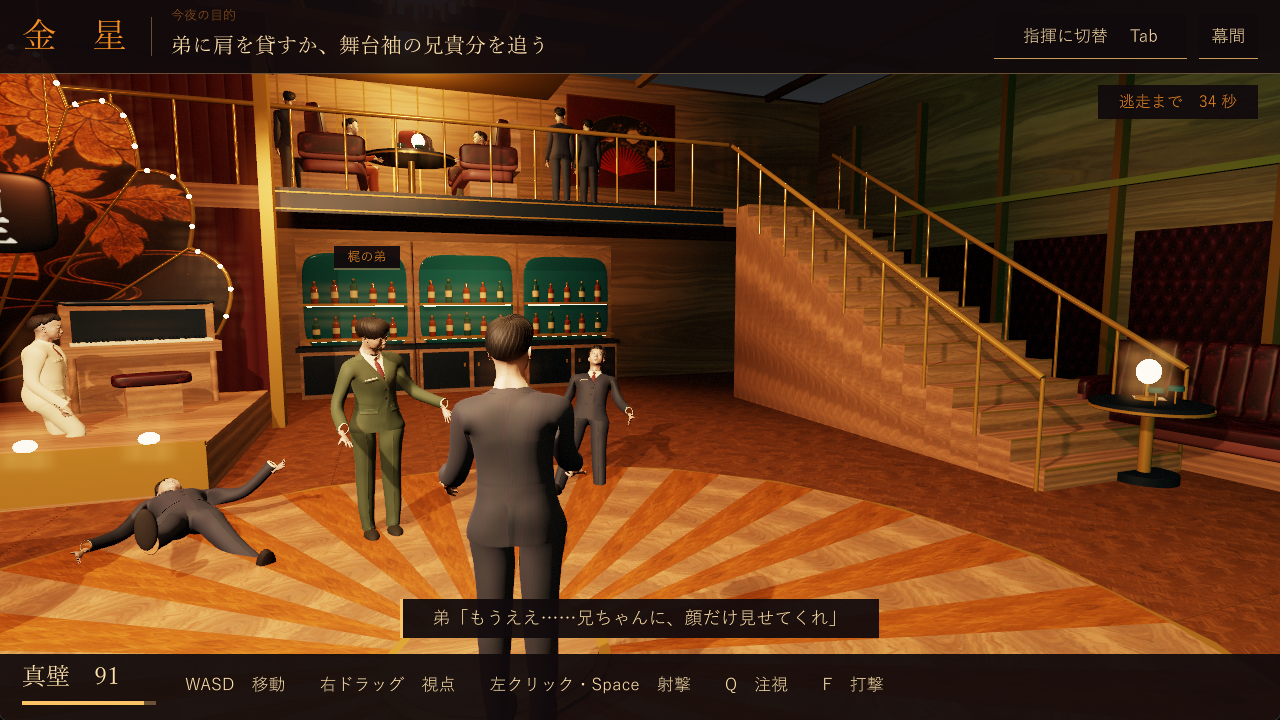 金 星
今夜の目的
弟に肩を貸すか、舞台袖の兄貴分を追う
指揮に切替 Tab
幕間
逃走まで 34 秒
梶の弟
弟「もうええ……兄ちゃんに、顔だけ見せてくれ」
真壁 91
WASD 移動 右ドラッグ 視点 左クリック・Space 射撃 Q 注視 F 打撃